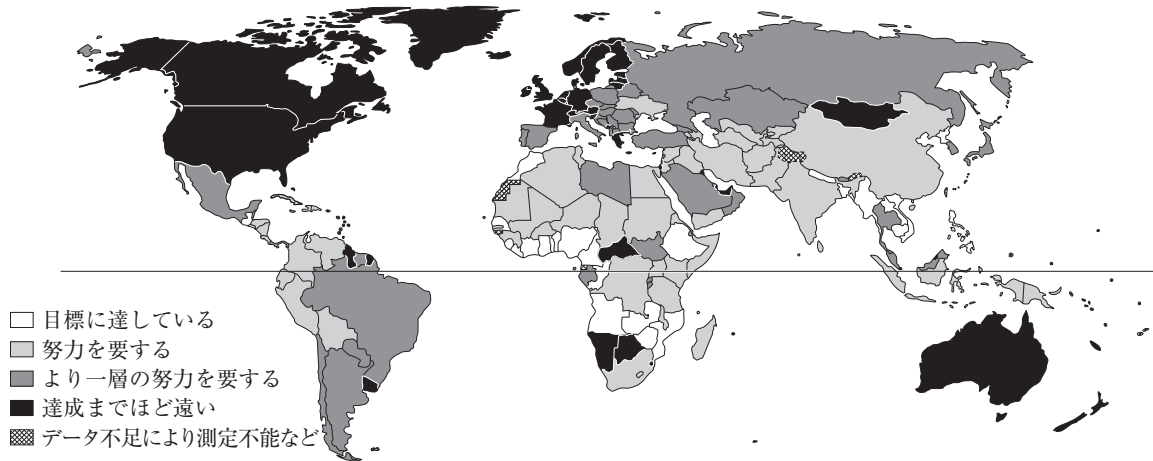 目標に達している
努力を要する
より一層の努力を要する
達成までほど遠い
データ不足により測定不能など